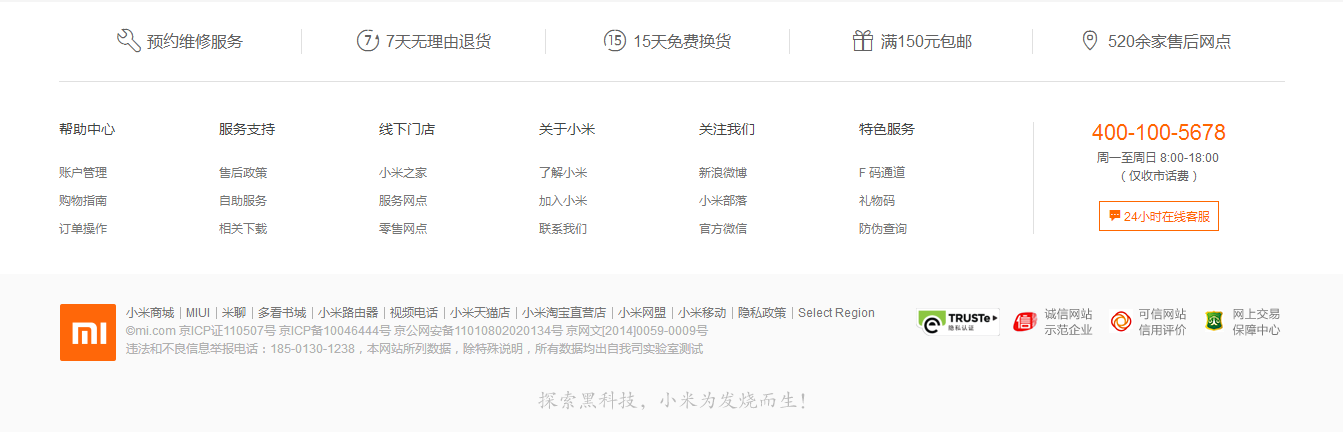 预约维修服务
7 7天无理由退货
15 15天免费换货
满150元包邮
520余家售后网点
帮助中心
账户管理
购物指南
订单操作
服务支持
售后政策
自助服务
相关下载
线下门店
小米之家
服务网点
零售网点
关于小米
了解小米
加入小米
联系我们
关注我们
新浪微博
小米部落
官方微信
特色服务
F 码通道
礼物码
防伪查询
400-100-5678
周一至周日 8:00-18:00
（仅收市话费）
24小时在线客服
mi
小米商城|MIUI|米聊|多看书城|小米路由器|视频电话|小米天猫店|小米淘宝直营店|小米网盟|小米移动|隐私政策|Select Region
©mi.com 京ICP证110507号 京ICP备10046444号 京公网安备11010802020134号 京网文[2014]0059-0009号
违法和不良信息举报电话：185-0130-1238，本网站所列数据，除特殊说明，所有数据均出自我司实验室测试
TRUSTe
隐私认证
信
诚信网站
示范企业
可信网站
信用评价
网上交易
保障中心
探索黑科技，小米为发烧而生！